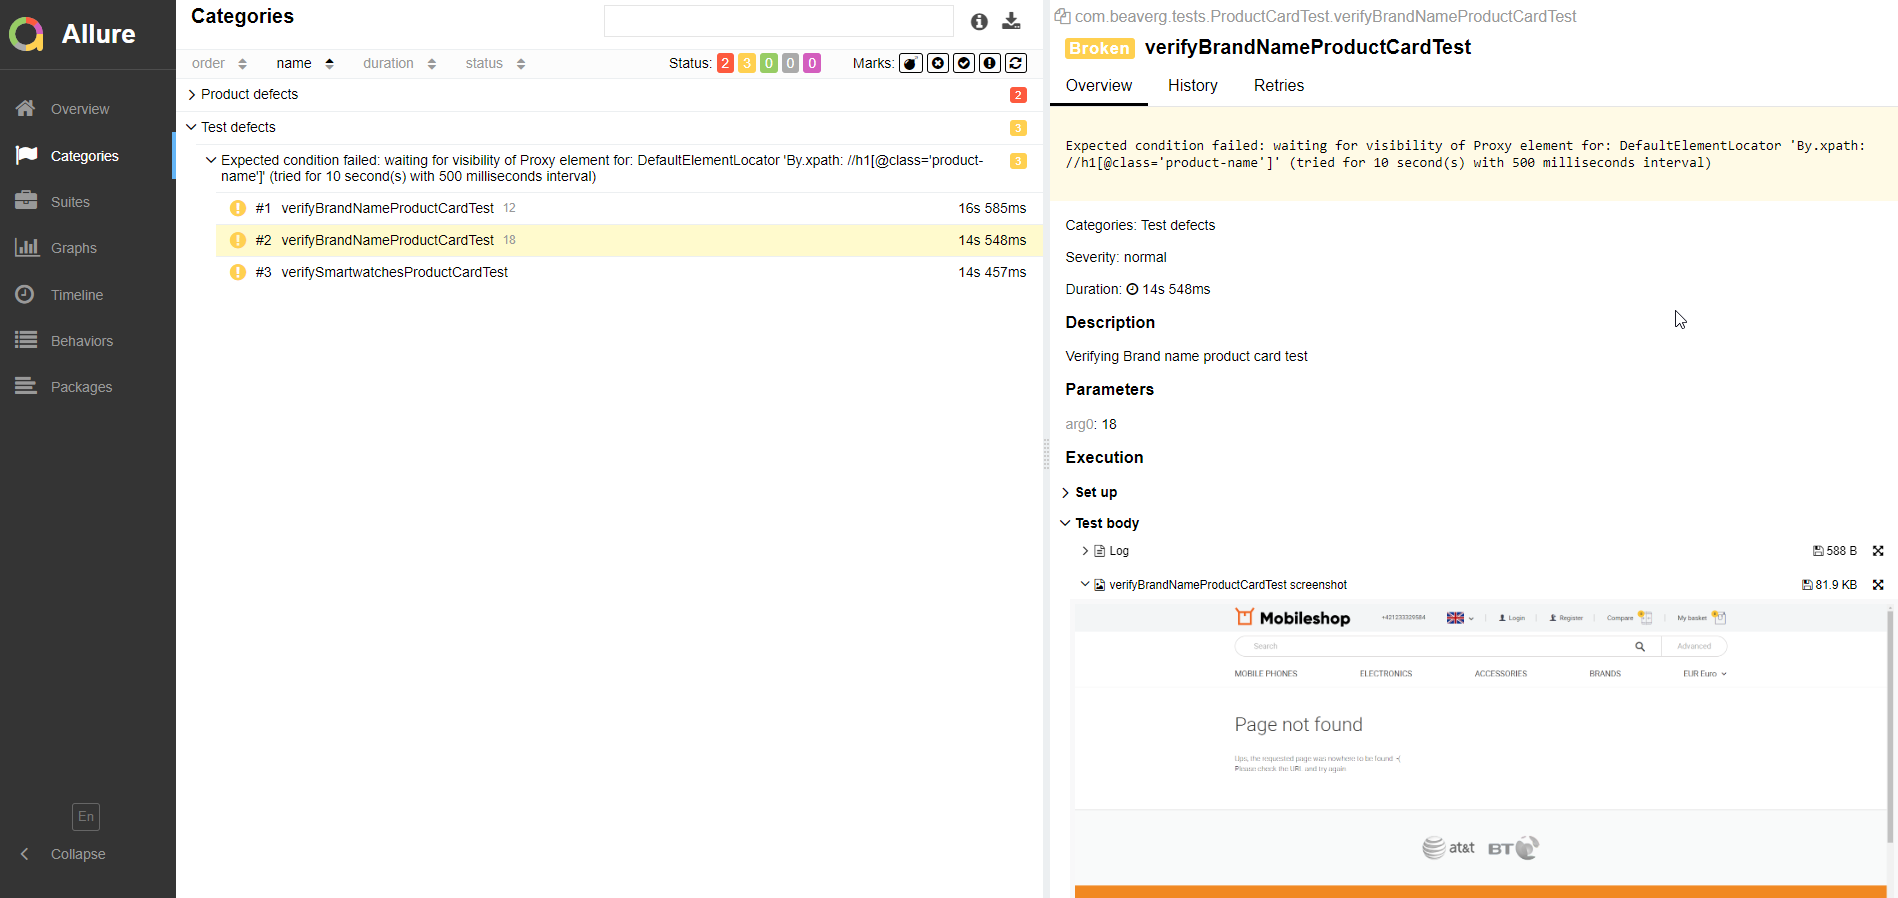 Allure
Overview
Categories
Suites
Graphs
Timeline
Behaviors
Packages
En
Collapse
Categories
order name duration status Status: 2 3 0 0 0 Marks:
Product defects 2
Test defects 3
Expected condition failed: waiting for visibility of Proxy element for: DefaultElementLocator 'By.xpath: //h1[@class='product-
name']' (tried for 10 second(s) with 500 milliseconds interval) 3
#1 verifyBrandNameProductCardTest 12 16s 585ms
#2 verifyBrandNameProductCardTest 18 14s 548ms
#3 verifySmartwatchesProductCardTest 14s 457ms
com.beaverg.tests.ProductCardTest.verifyBrandNameProductCardTest
Broken verifyBrandNameProductCardTest
Overview History Retries
Expected condition failed: waiting for visibility of Proxy element for: DefaultElementLocator 'By.xpath:
//h1[@class='product-name']' (tried for 10 second(s) with 500 milliseconds interval)
Categories: Test defects
Severity: normal
Duration: 14s 548ms
Description
Verifying Brand name product card test
Parameters
arg0: 18
Execution
Set up
Test body
Log 588 B
verifyBrandNameProductCardTest screenshot 81.9 KB
Mobileshop +421233329584 Login Register Compare My basket
Search Advanced
MOBILE PHONES ELECTRONICS ACCESSORIES BRANDS EUR Euro
Page not found
Ups, the requested page was nowhere to be found :-(
Please check the URL and try again
at&t BT